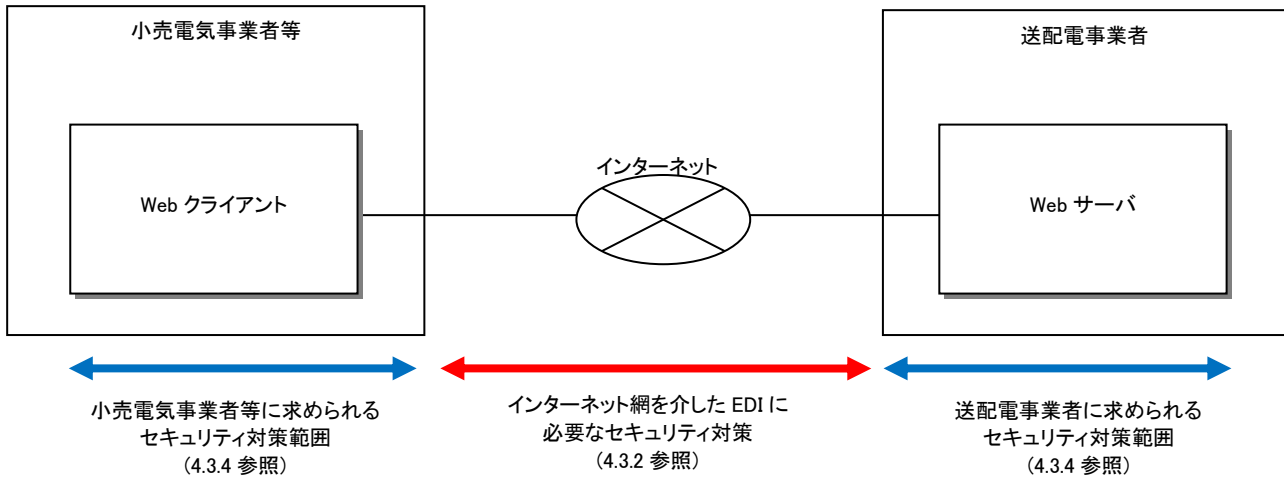 小売電気事業者等
送配電事業者
Web クライアント
インターネット
Web サーバ
小売電気事業者等に求められる
セキュリティ対策範囲
(4.3.4 参照)
インターネット網を介した EDI に
必要なセキュリティ対策
(4.3.2 参照)
送配電事業者に求められる
セキュリティ対策範囲
(4.3.4 参照)